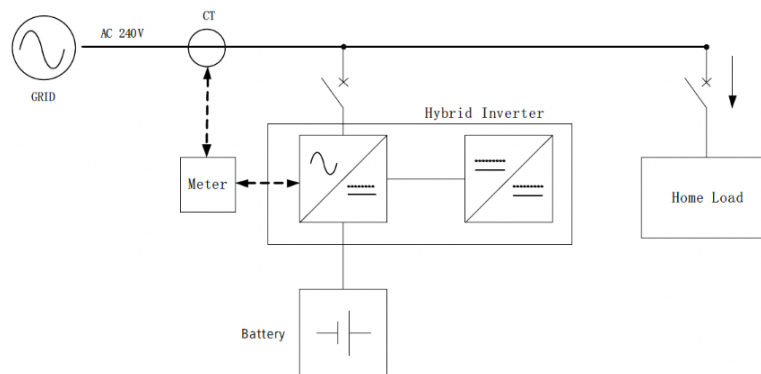 CT
AC 240V
GRID
Hybrid Inverter
Meter
Home Load
Battery